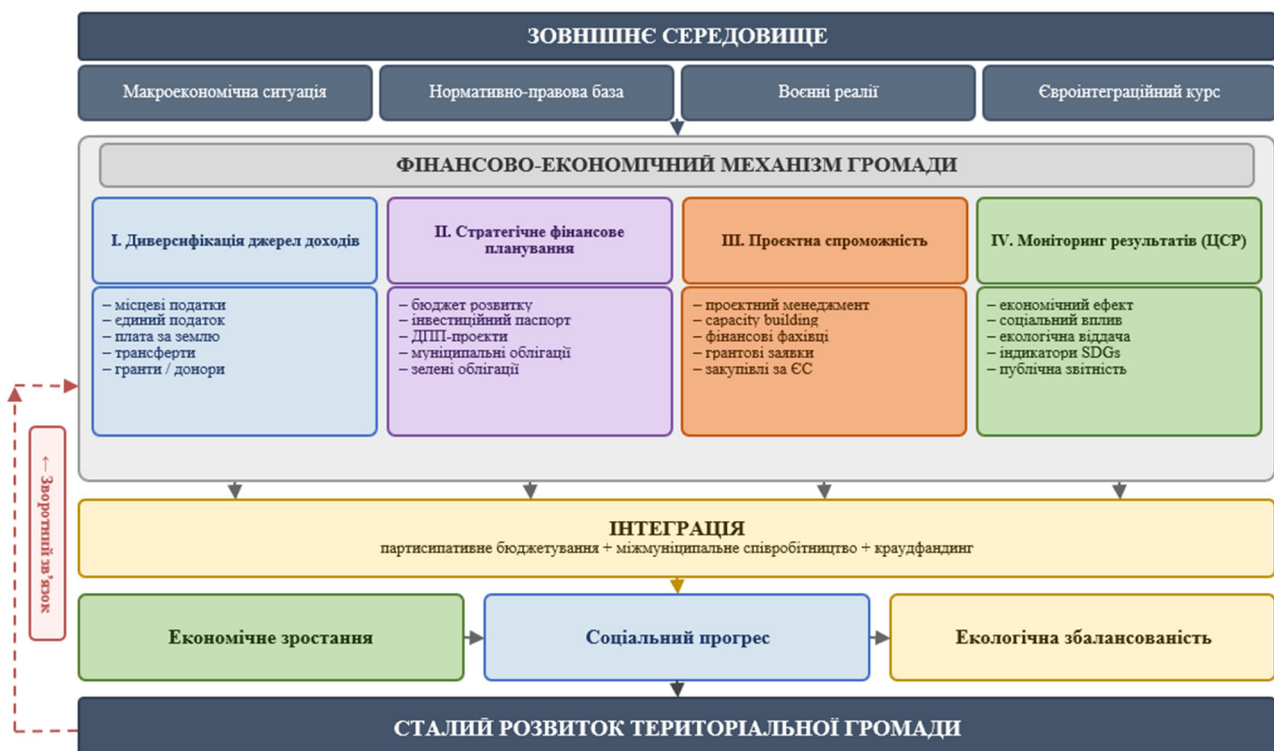 ЗОВНІШНЄ СЕРЕДОВИЩЕ
Макроекономічна ситуація
Нормативно-правова база
Воєнні реалії
Євроінтеграційний курс
ФІНАНСОВО-ЕКОНОМІЧНИЙ МЕХАНІЗМ ГРОМАДИ
I. Диверсифікація джерел доходів
– місцеві податки
– єдиний податок
– плата за землю
– трансферти
– гранти / донори
II. Стратегічне фінансове
планування
– бюджет розвитку
– інвестиційний паспорт
– ДПП-проєкти
– муніципальні облігації
– зелені облігації
III. Проєктна спроможність
– проєктний менеджмент
– capacity building
– фінансові фахівці
– грантові заявки
– закупівлі за ЄС
IV. Моніторинг результатів (ЦСР)
– економічний ефект
– соціальний вплив
– екологічна віддача
– індикатори SDGs
– публічна звітність
← Зворотний зв'язок
ІНТЕГРАЦІЯ
партисипативне бюджетування + міжмуніципальне співробітництво + краудфандинг
Економічне зростання
Соціальний прогрес
Екологічна збалансованість
СТАЛИЙ РОЗВИТОК ТЕРИТОРІАЛЬНОЇ ГРОМАДИ